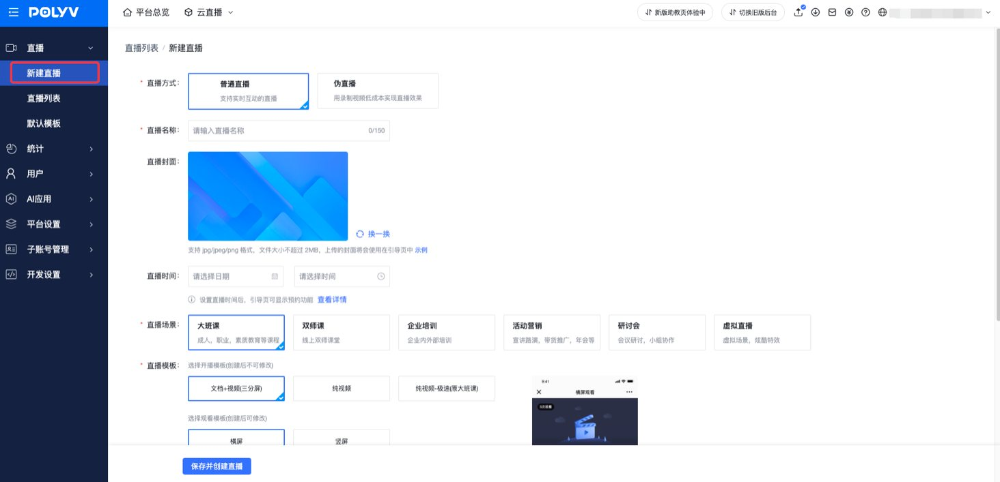 POLYV
平台总览
云直播
新版助教页体验中
切换旧版后台
直播
新建直播
直播列表
默认模板
统计
用户
AI应用
平台设置
子账号管理
开发设置
直播列表 / 新建直播
* 直播方式：
普通直播
支持实时互动的直播
伪直播
用录制视频低成本实现直播效果
* 直播名称：
请输入直播名称
0/150
直播封面：
换一换
支持 jpg/jpeg/png 格式，文件大小不超过 2MB，上传的封面将会使用在引导页中 示例
直播时间：
请选择日期
请选择时间
设置直播时间后，引导页可显示预约功能 查看详情
* 直播场景：
大班课
成人，职业，素质教育等课程
双师课
线上双师课堂
企业培训
企业内外部培训
活动营销
宣讲路演，带货推广，年会等
研讨会
会议研讨，小组协作
虚拟直播
虚拟场景，炫酷特效
* 直播模板：
选择开播模板(创建后不可修改)
文档+视频(三分屏)
纯视频
纯视频-极速(原大班课)
选择观看模板(创建后可修改)
横屏
竖屏
9:41
横屏观看
保存并创建直播